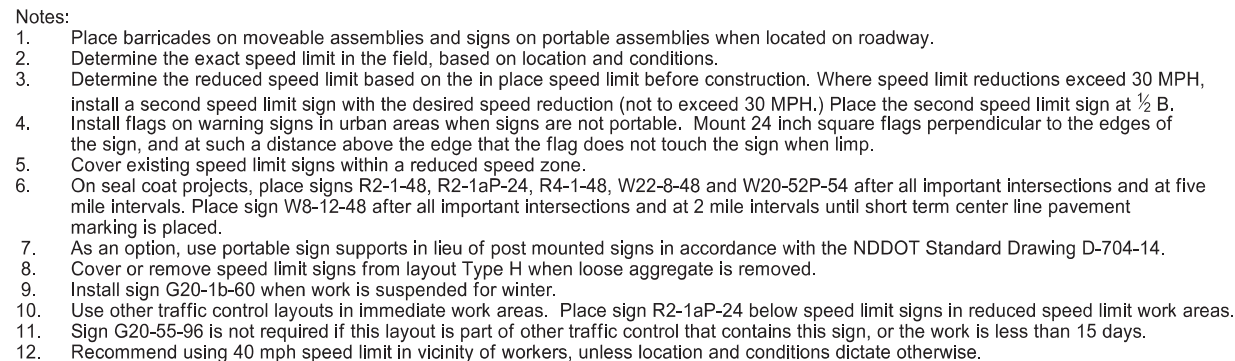 Notes:
1. Place barricades on moveable assemblies and signs on portable assemblies when located on roadway.
2. Determine the exact speed limit in the field, based on location and conditions.
3. Determine the reduced speed limit based on the in place speed limit before construction. Where speed limit reductions exceed 30 MPH,
install a second speed limit sign with the desired speed reduction (not to exceed 30 MPH.) Place the second speed limit sign at ½ B.
4. Install flags on warning signs in urban areas when signs are not portable. Mount 24 inch square flags perpendicular to the edges of
the sign, and at such a distance above the edge that the flag does not touch the sign when limp.
5. Cover existing speed limit signs within a reduced speed zone.
6. On seal coat projects, place signs R2-1-48, R2-1aP-24, R4-1-48, W22-8-48 and W20-52P-54 after all important intersections and at five
mile intervals. Place sign W8-12-48 after all important intersections and at 2 mile intervals until short term center line pavement
marking is placed.
7. As an option, use portable sign supports in lieu of post mounted signs in accordance with the NDDOT Standard Drawing D-704-14.
8. Cover or remove speed limit signs from layout Type H when loose aggregate is removed.
9. Install sign G20-1b-60 when work is suspended for winter.
10. Use other traffic control layouts in immediate work areas. Place sign R2-1aP-24 below speed limit signs in reduced speed limit work areas.
11. Sign G20-55-96 is not required if this layout is part of other traffic control that contains this sign, or the work is less than 15 days.
12. Recommend using 40 mph speed limit in vicinity of workers, unless location and conditions dictate otherwise.